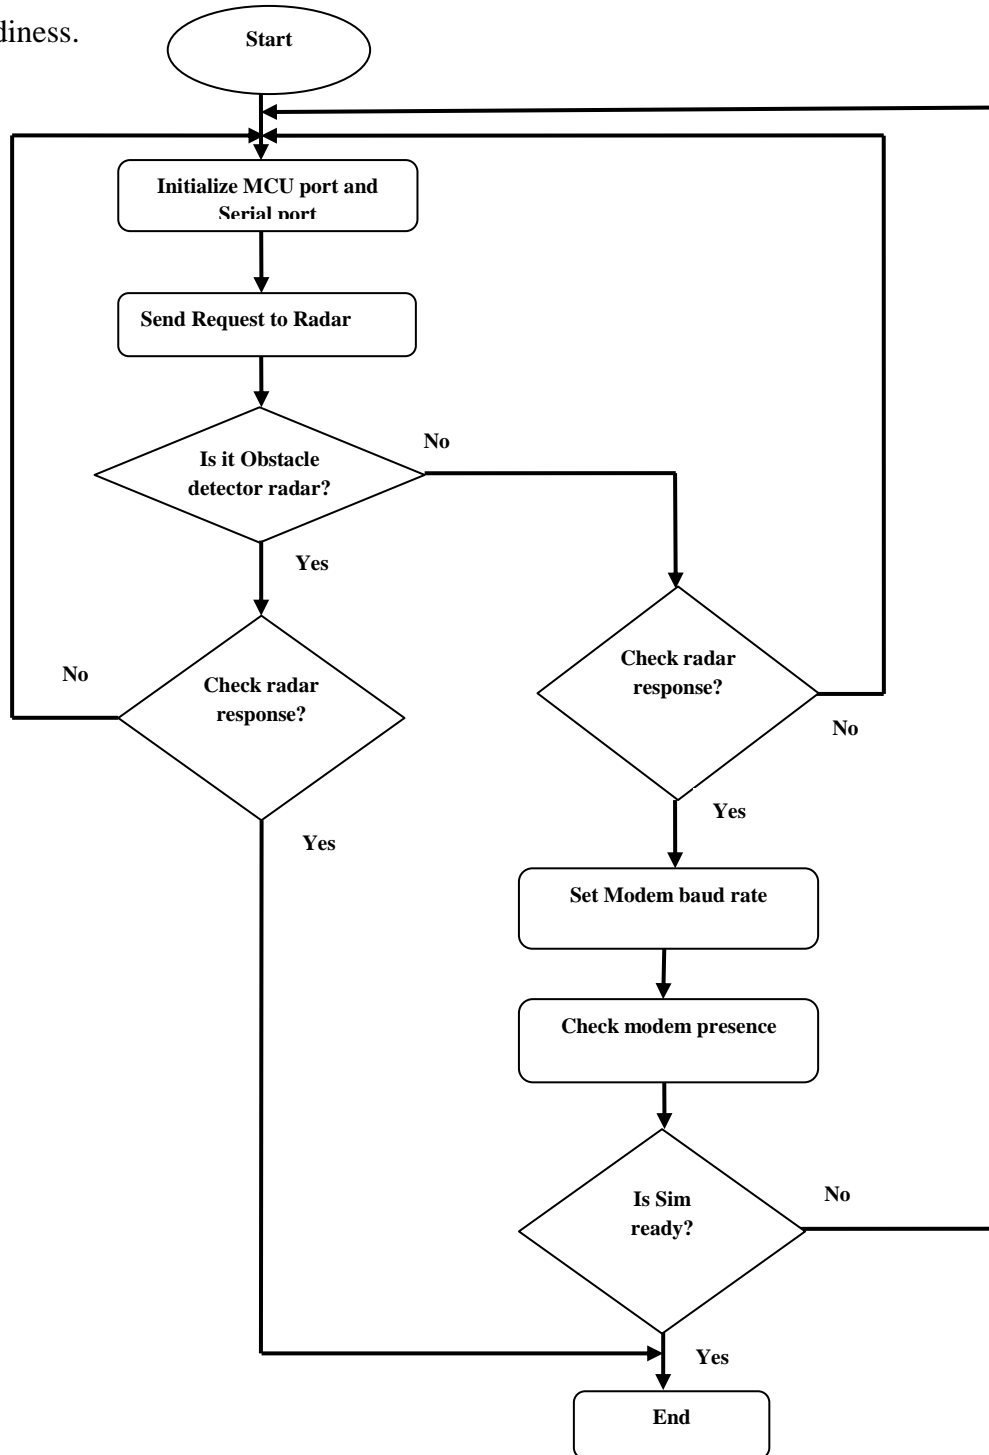 diness.
Start
Initialize MCU port and
Serial port
Send Request to Radar
Is it Obstacle
detector radar?
No
Yes
Check radar
response?
No
Yes
Check radar
response?
No
Yes
Set Modem baud rate
Check modem presence
Is Sim
ready?
No
Yes
End